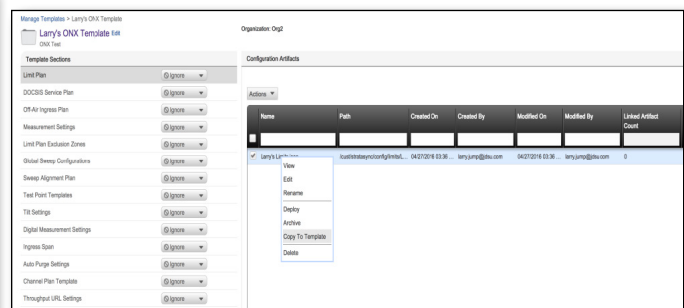 Manage Templates > Larry's ONX Template
Larry's ONX Template Edit
ONX Test
Organization: Org2
Template Sections
Limit Plan Ignore
DOCSIS Service Plan Ignore
Off-Air Ingress Plan Ignore
Measurement Settings Ignore
Limit Plan Exclusion Zones Ignore
Global Sweep Configurations Ignore
Sweep Alignment Plan Ignore
Test Point Templates Ignore
Tilt Settings Ignore
Digital Measurement Settings Ignore
Ingress Span Ignore
Auto Purge Settings Ignore
Channel Plan Template Ignore
Throughput URL Settings Ignore
Configuration Artifacts
Actions
Name Path Created On Created By Modified On Modified By Linked Artifact
Count
Larry's 04/27/2016 03:36 ... larry.jump@jdsu.com 04/27/2016 03:36 ... larry.jump@jdsu.com 0
View
Edit
Rename
Deploy
Archive
Copy To Template
Delete